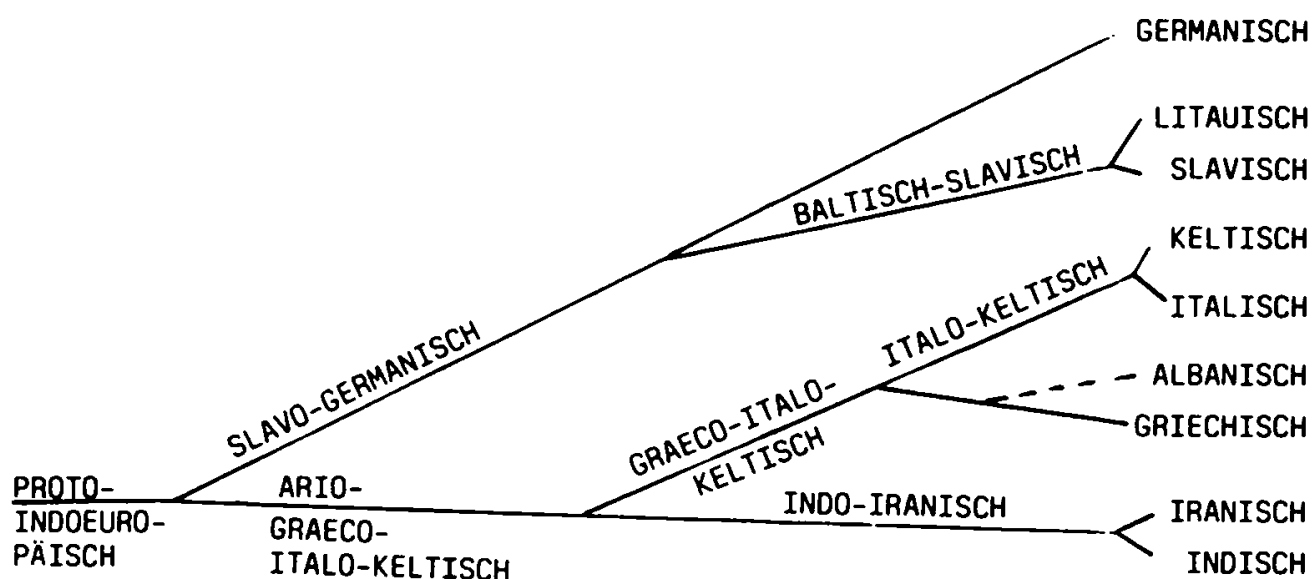 GERMANISCH
LITAUISCH
SLAVISCH
BALTISCH-SLAVISCH
KELTISCH
ITALISCH
ITALO-KELTISCH
SLAVO-GERMANISCH
ALBANISCH
GRIECHISCH
GRAECO-ITALO-
KELTISCH
PROTO-
INDOEURO-
PÄISCH
ARIO-
GRAECO-
ITALO-KELTISCH
INDO-IRANISCH
IRANISCH
INDISCH